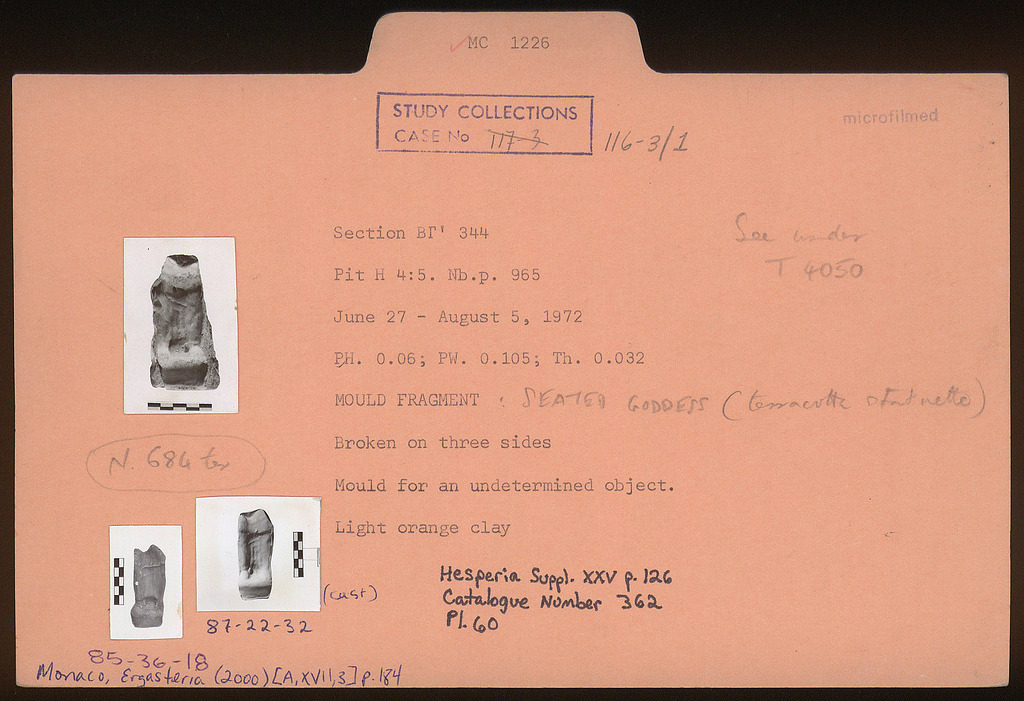 MC 1226
STUDY COLLECTIONS
CASE No 117-3
116-3/1
microfilmed
Section ΒΓ' 344
Pit H 4:5. Nb.p. 965
June 27 - August 5, 1972
PH. 0.06; PW. 0.105; Th. 0.032
MOULD FRAGMENT : SEATED GODDESS (terracotta statuette)
Broken on three sides
Mould for an undetermined object.
Light orange clay
See under
T 4050
N. 684 ter
(cast)
87-22-32
85-36-18
Hesperia Suppl. XXV p. 126
Catalogue Number 362
Pl. 60
Monaco, Ergasteria (2000) [A,XVII,3] p. 184